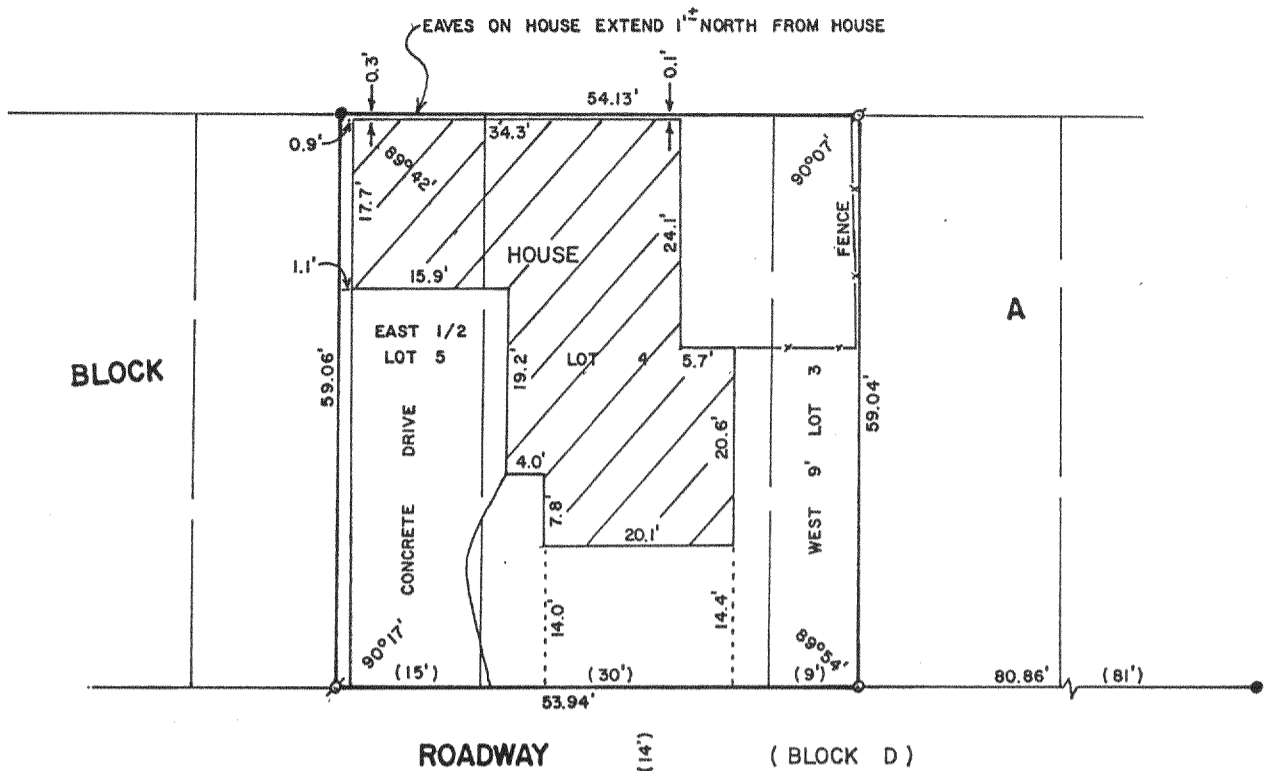 EAVES ON HOUSE EXTEND 1'± NORTH FROM HOUSE
0.3'
0.1'
54.13'
0.9'
34.3'
89°42'
90°07'
17.7'
24.1'
FENCE
HOUSE
1.1'
15.9'
A
EAST 1/2
LOT 5
LOT 4
5.7'
BLOCK
59.06'
19.2'
WEST 9' LOT 3
59.04'
CONCRETE DRIVE
4.0'
20.6'
7.8'
20.1'
14.0'
14.4'
90°17'
89°54'
(15')
(30')
(9')
80.86'
(81')
53.94'
ROADWAY
(14')
(BLOCK D)